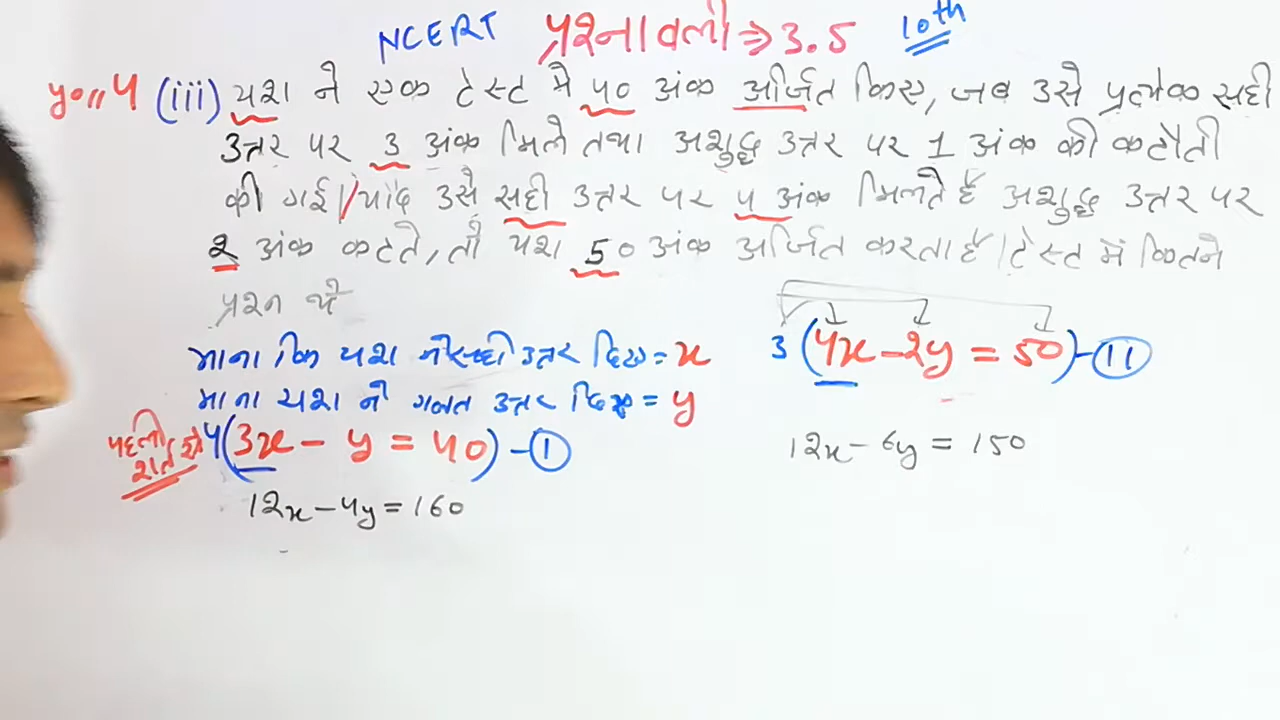 NCERT प्रश्नावली ⇒ 3.5 10th
प्र०॥ 4 (iii) यश ने एक टेस्ट में 40 अंक अर्जित किए, जब उसे प्रत्येक सही
उत्तर पर 3 अंक मिले तथा अशुद्ध उत्तर पर 1 अंक की कटौती
की गई। यदि उसे सही उत्तर पर 4 अंक मिलते हैं अशुद्ध उत्तर पर
2 अंक कटते, तो यश 50 अंक अर्जित करता है। टेस्ट में कितने
प्रश्न थे
माना कि यश ने सही उत्तर दिए = x
3 (4x - 2y = 50) - 11
माना यश ने गलत उत्तर दिए = y
पहली शर्त से 4(3x - y = 40) - 1
12x - 6y = 150
12x - 4y = 160